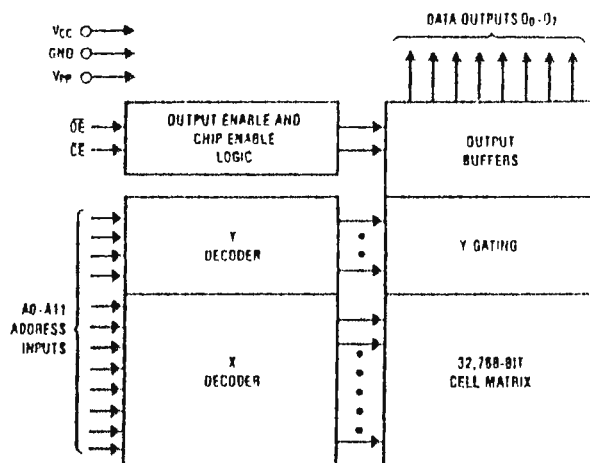 DATA OUTPUTS O0-O7
VCC
GND
VPP
OE
CE
OUTPUT ENABLE AND
CHIP ENABLE
LOGIC
OUTPUT
BUFFERS
Y
DECODER
Y GATING
A0-A11
ADDRESS
INPUTS
X
DECODER
32,768-BIT
CELL MATRIX